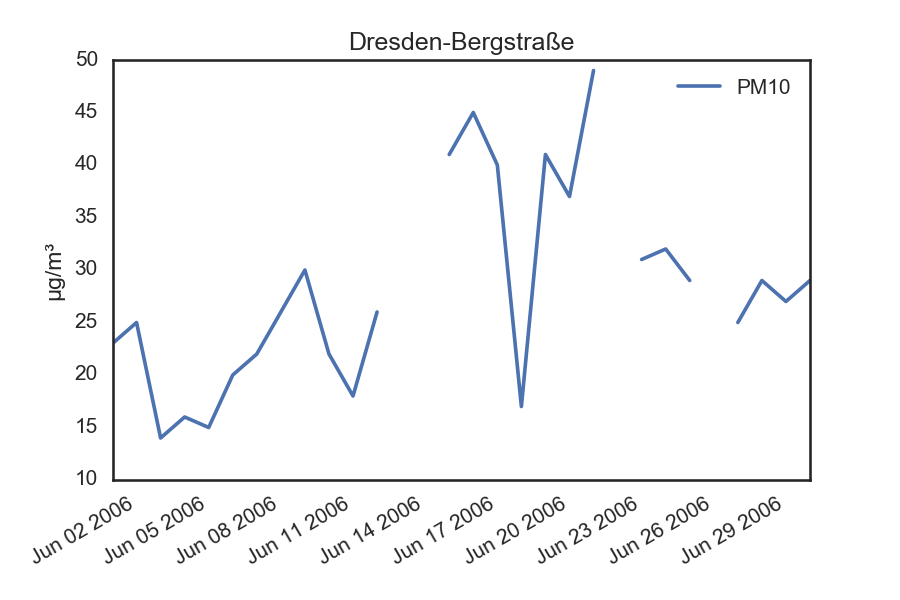 Dresden-Bergstraße
PM10
µg/m³
50
45
40
35
30
25
20
15
10
Jun 02 2006
Jun 05 2006
Jun 08 2006
Jun 11 2006
Jun 14 2006
Jun 17 2006
Jun 20 2006
Jun 23 2006
Jun 26 2006
Jun 29 2006